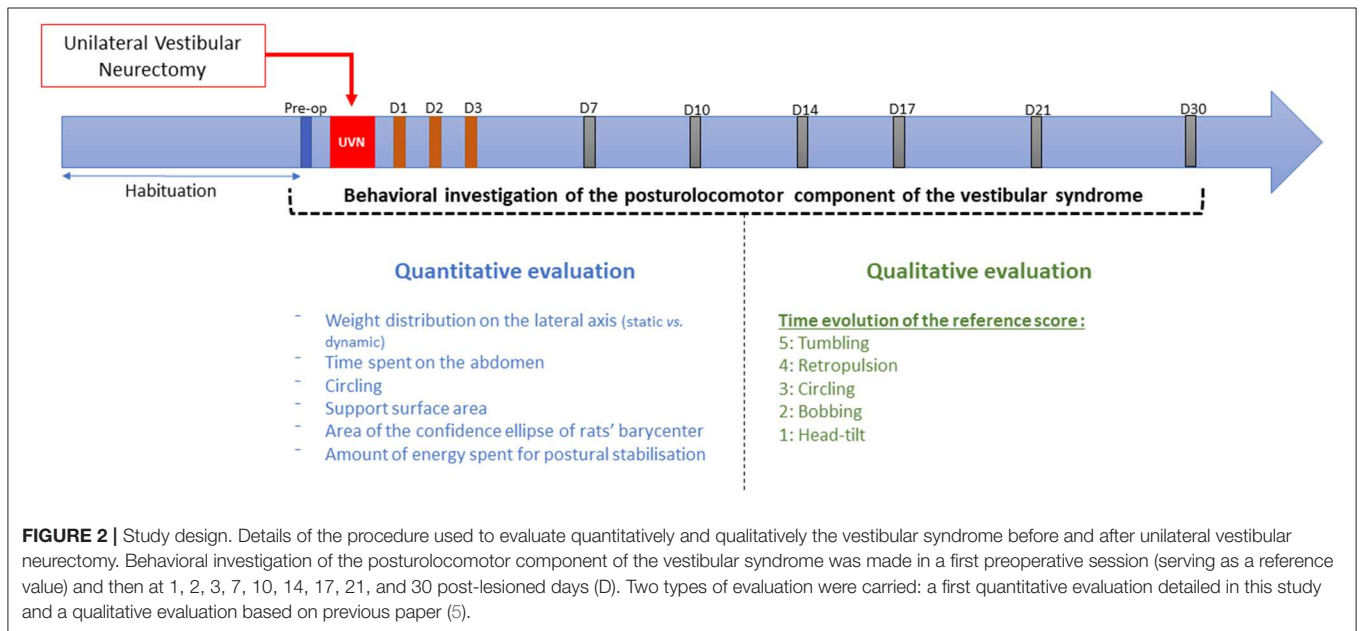 Unilateral Vestibular
Neurectomy
Pre-op
D1
D2
D3
D7
D10
D14
D17
D21
D30
UVN
Habituation
Behavioral investigation of the posturolocomotor component of the vestibular syndrome
Quantitative evaluation
- Weight distribution on the lateral axis (static vs.
dynamic)
- Time spent on the abdomen
- Circling
- Support surface area
- Area of the confidence ellipse of rats' barycenter
- Amount of energy spent for postural stabilisation
Qualitative evaluation
Time evolution of the reference score :
5: Tumbling
4: Retropulsion
3: Circling
2: Bobbing
1: Head-tilt
FIGURE 2 | Study design. Details of the procedure used to evaluate quantitatively and qualitatively the vestibular syndrome before and after unilateral vestibular
neurectomy. Behavioral investigation of the posturolocomotor component of the vestibular syndrome was made in a first preoperative session (serving as a reference
value) and then at 1, 2, 3, 7, 10, 14, 17, 21, and 30 post-lesioned days (D). Two types of evaluation were carried: a first quantitative evaluation detailed in this study
and a qualitative evaluation based on previous paper (5).